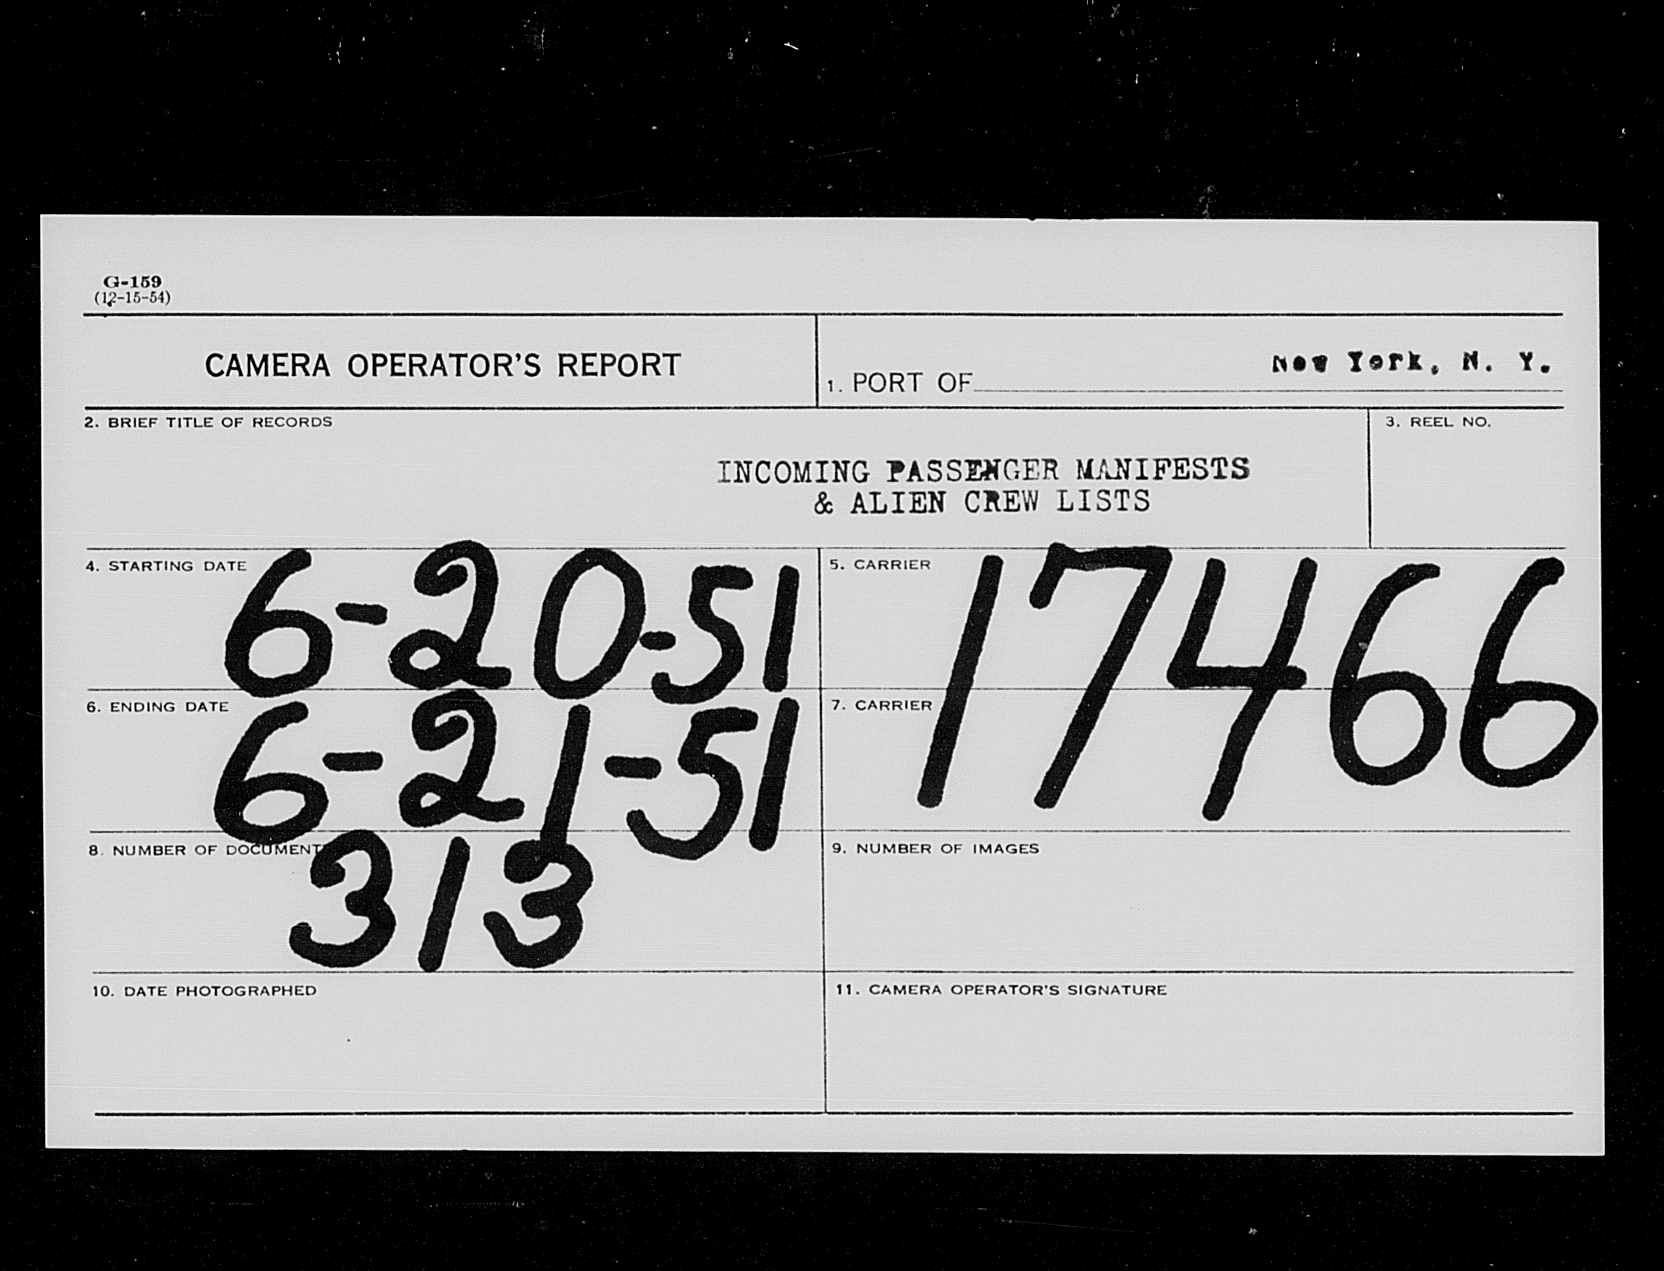 G-159
(12-15-54)
CAMERA OPERATOR'S REPORT
1. PORT OF New York, N. Y.
2. BRIEF TITLE OF RECORDS
INCOMING PASSENGER MANIFESTS
& ALIEN CREW LISTS
3. REEL NO.
4. STARTING DATE
6-20-51
5. CARRIER
17466
6. ENDING DATE
6-21-51
7. CARRIER
8. NUMBER OF DOCUMENTS
313
9. NUMBER OF IMAGES
10. DATE PHOTOGRAPHED
11. CAMERA OPERATOR'S SIGNATURE